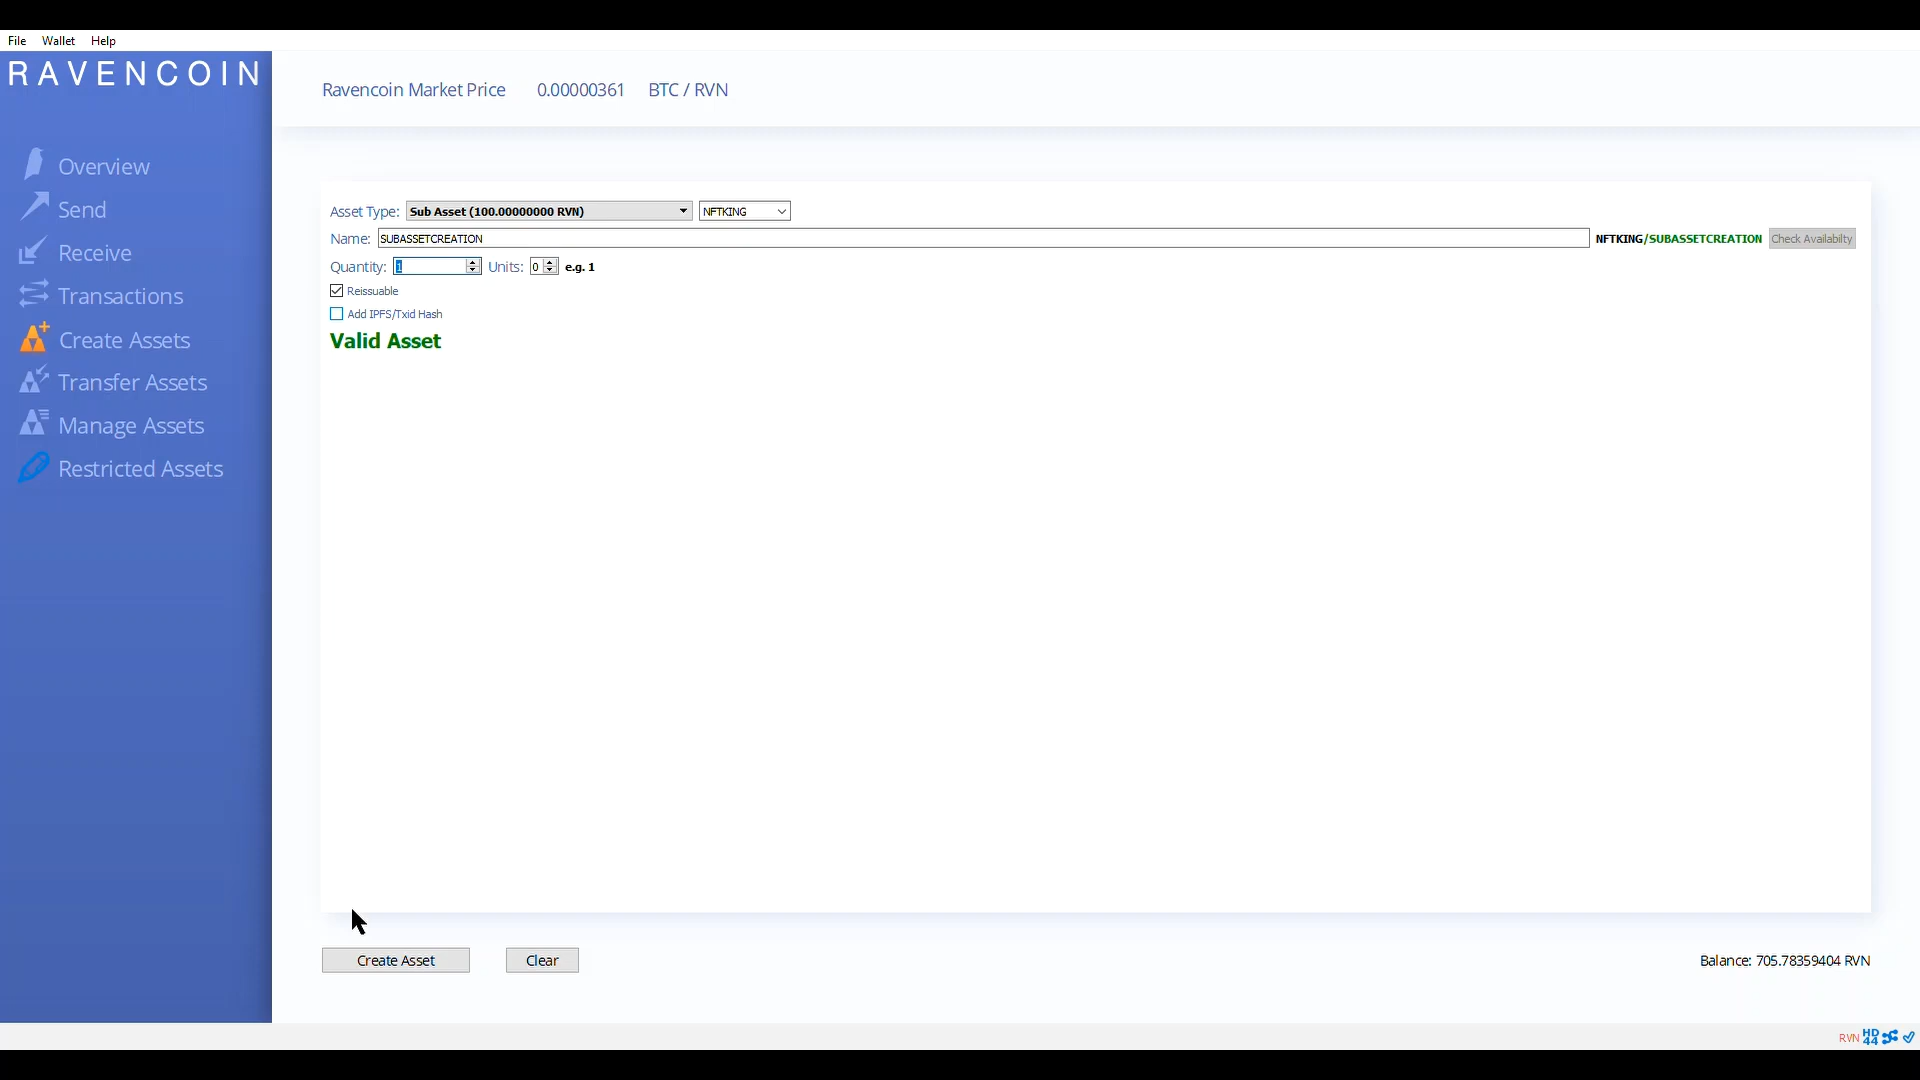 File Wallet Help
RAVENCOIN
Ravencoin Market Price 0.00000361 BTC / RVN
Overview
Send
Receive
Transactions
Create Assets
Transfer Assets
Manage Assets
Restricted Assets
Asset Type: Sub Asset (100.00000000 RVN) NFTKING
Name: SUBASSETCREATION NFTKING/SUBASSETCREATION Check Availabilty
Quantity: 1 Units: 0 e.g. 1
Reissuable
Add IPFS/Txid Hash
Valid Asset
Create Asset Clear Balance: 705.78359404 RVN
RVN HD 44